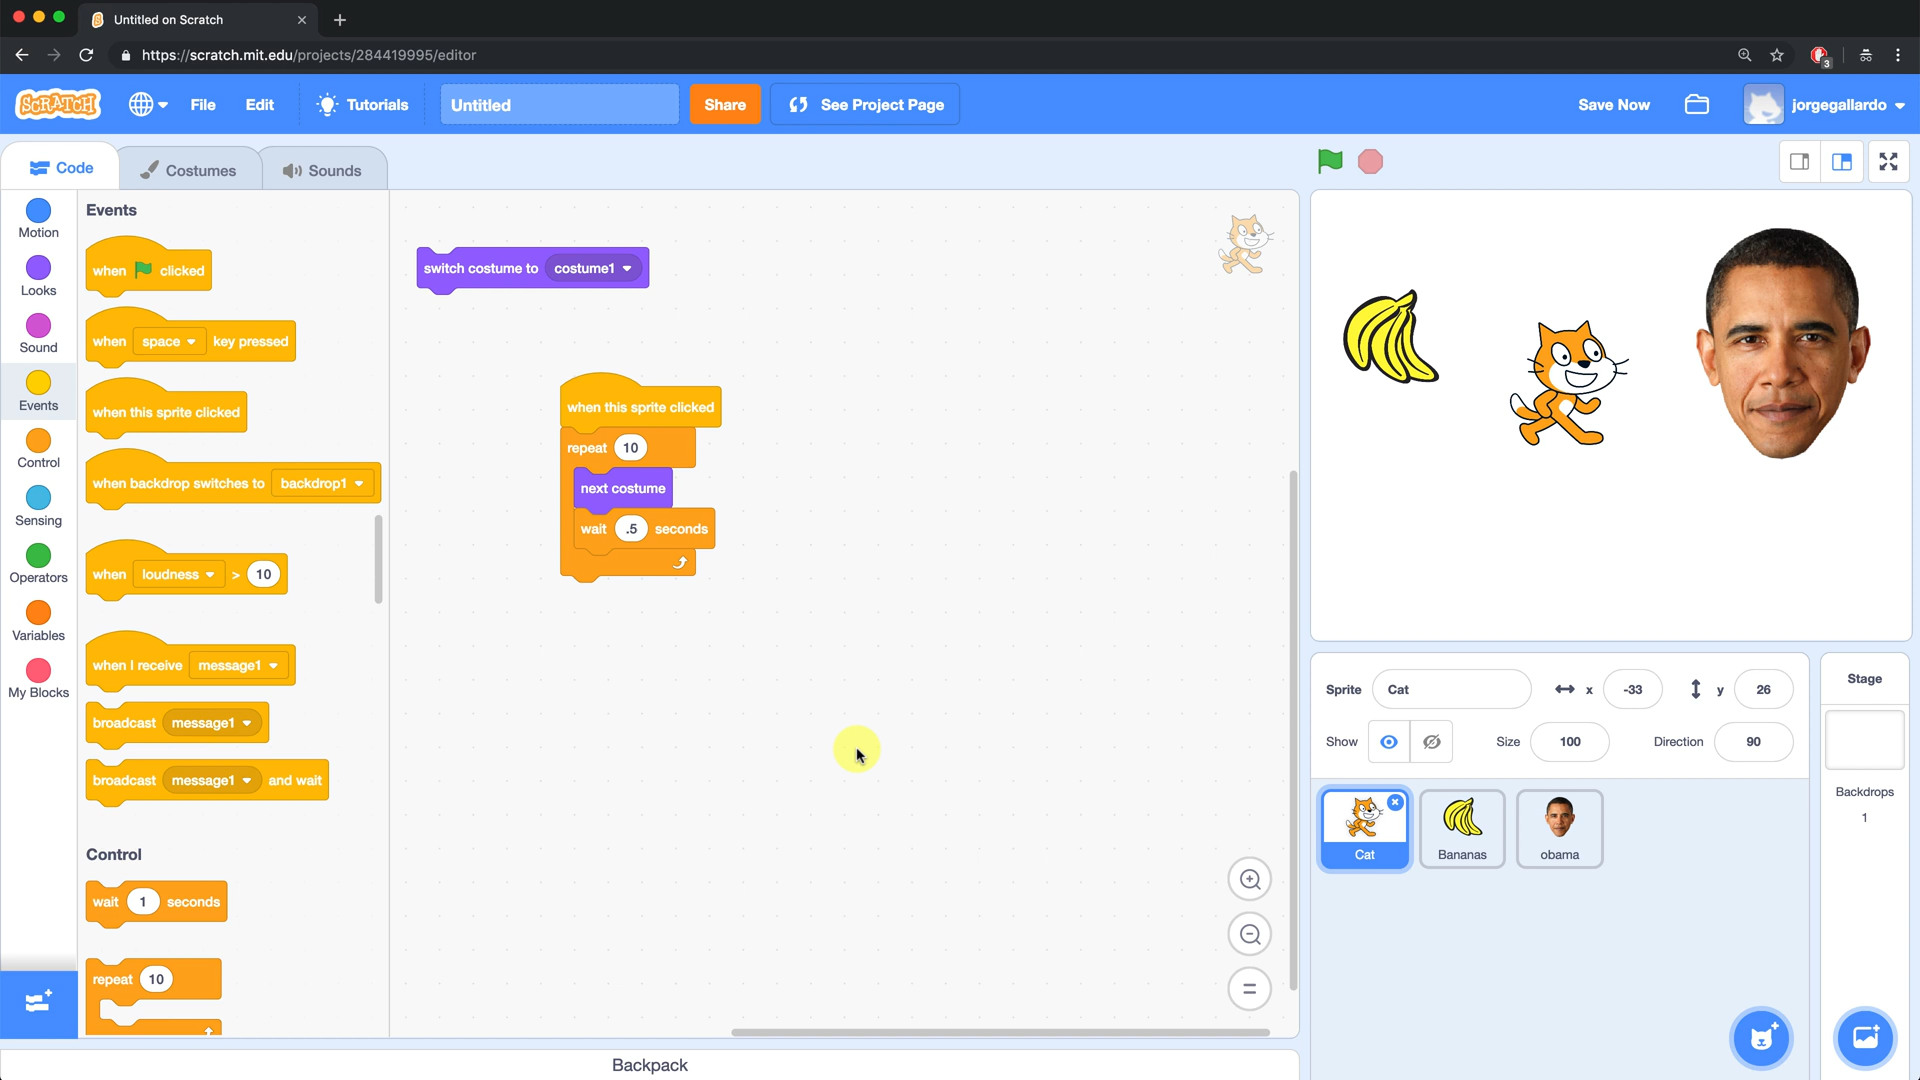 Untitled on Scratch
https://scratch.mit.edu/projects/284419995/editor
3
SCRATCH
File
Edit
Tutorials
Untitled
Share
See Project Page
Save Now
jorgegallardo
Code
Costumes
Sounds
Motion
Looks
Sound
Events
Control
Sensing
Operators
Variables
My Blocks
Events
when clicked
when space key pressed
when this sprite clicked
when backdrop switches to backdrop1
when loudness > 10
when I receive message1
broadcast message1
broadcast message1 and wait
Control
wait 1 seconds
repeat 10
switch costume to costume1
when this sprite clicked
repeat 10
next costume
wait .5 seconds
Backpack
Sprite Cat x -33 y 26
Show Size 100 Direction 90
Cat
Bananas
obama
Stage
Backdrops
1